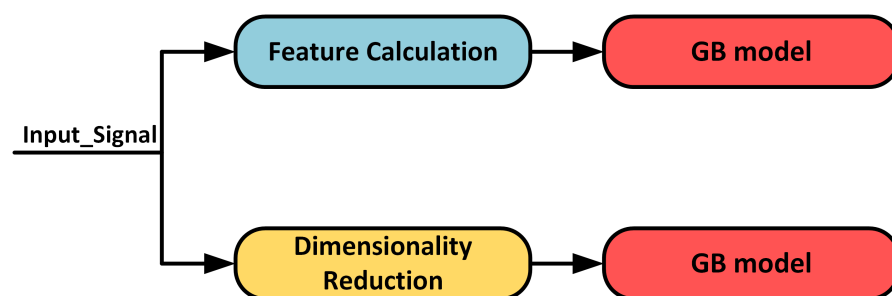 Feature Calculation
GB model
Input_Signal
Dimensionality
Reduction
GB model